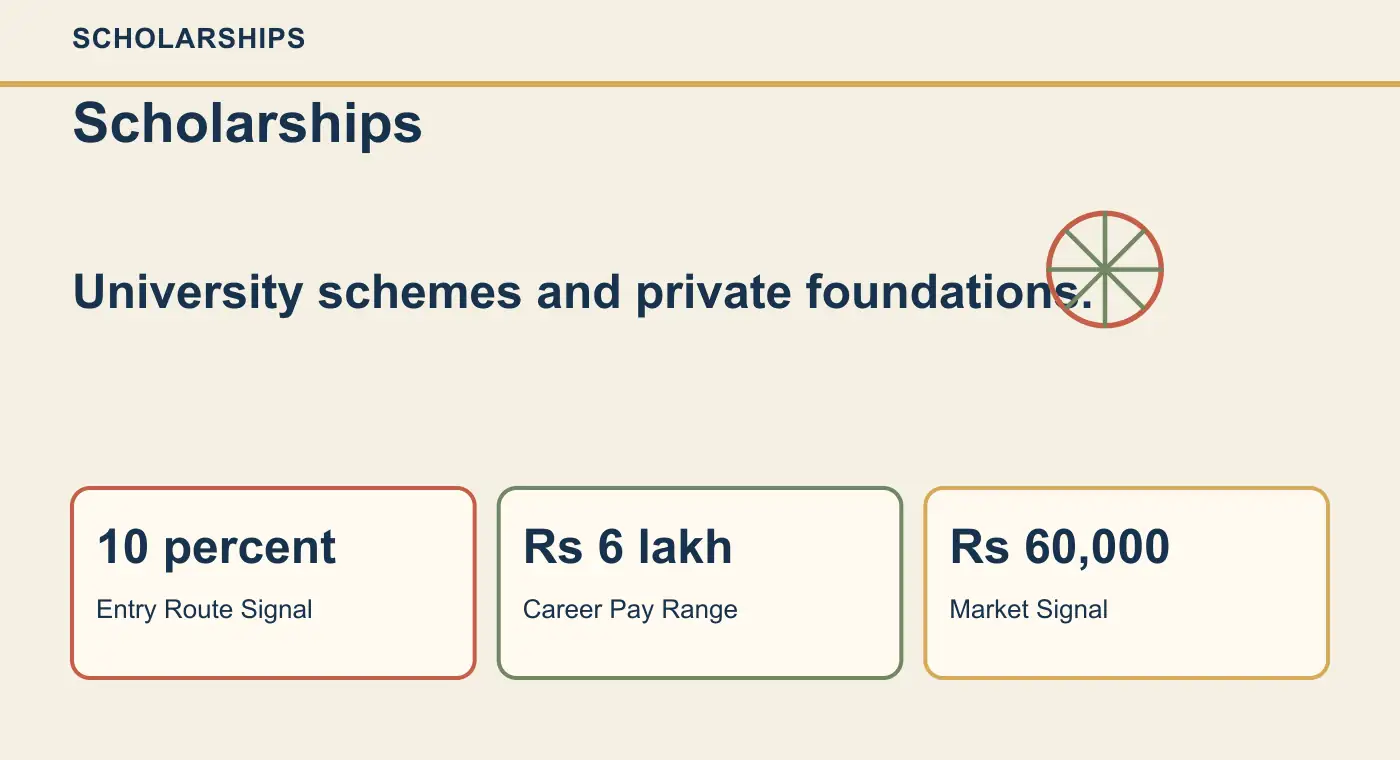 SCHOLARSHIPS
Scholarships
University schemes and private foundations.
10 percent
Entry Route Signal
Rs 6 lakh
Career Pay Range
Rs 60,000
Market Signal